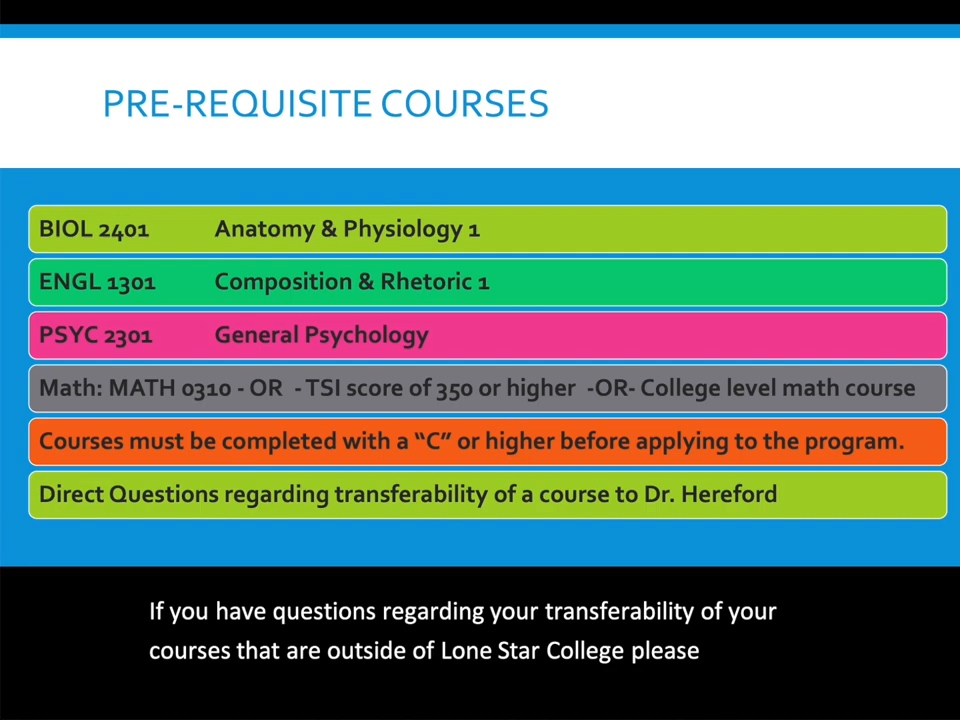 PRE-REQUISITE COURSES
BIOL 2401 Anatomy & Physiology 1
ENGL 1301 Composition & Rhetoric 1
PSYC 2301 General Psychology
Math: MATH 0310 - OR - TSI score of 350 or higher -OR- College level math course
Courses must be completed with a “C” or higher before applying to the program.
Direct Questions regarding transferability of a course to Dr. Hereford
If you have questions regarding your transferability of your
courses that are outside of Lone Star College please